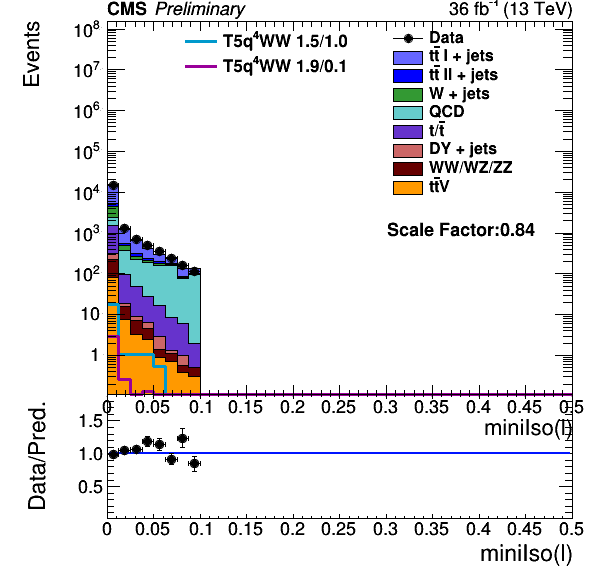 CMS Preliminary 36 fb⁻¹ (13 TeV)
Events
10⁸
10⁷
10⁶
10⁵
10⁴
10³
10²
10
1
T5q⁴WW 1.5/1.0
T5q⁴WW 1.9/0.1
Data
tt̄ l + jets
tt̄ ll + jets
W + jets
QCD
t/t̄
DY + jets
WW/WZ/ZZ
tt̄V
Scale Factor:0.84
0 0.05 0.1 0.15 0.2 0.25 0.3 0.35 0.4 0.45 0.5
miniIso(l)
Data/Pred.
1.5
1.0
0.5
0 0.05 0.1 0.15 0.2 0.25 0.3 0.35 0.4 0.45 0.5
miniIso(l)